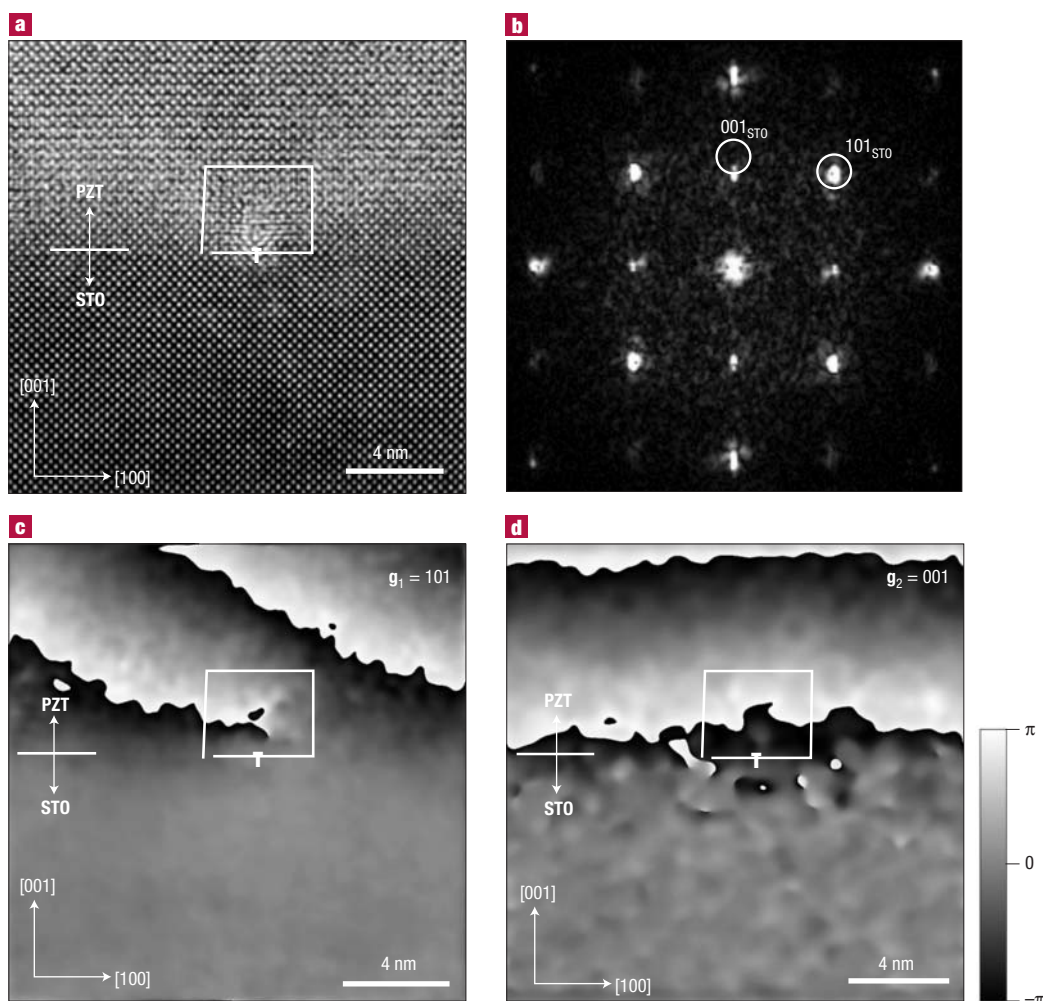 a
PZT
STO
[001]
[100]
4 nm
b
001STO
101STO
c
g1 = 101
PZT
STO
[001]
[100]
4 nm
d
g2 = 001
PZT
STO
[001]
[100]
4 nm
π
0
−π